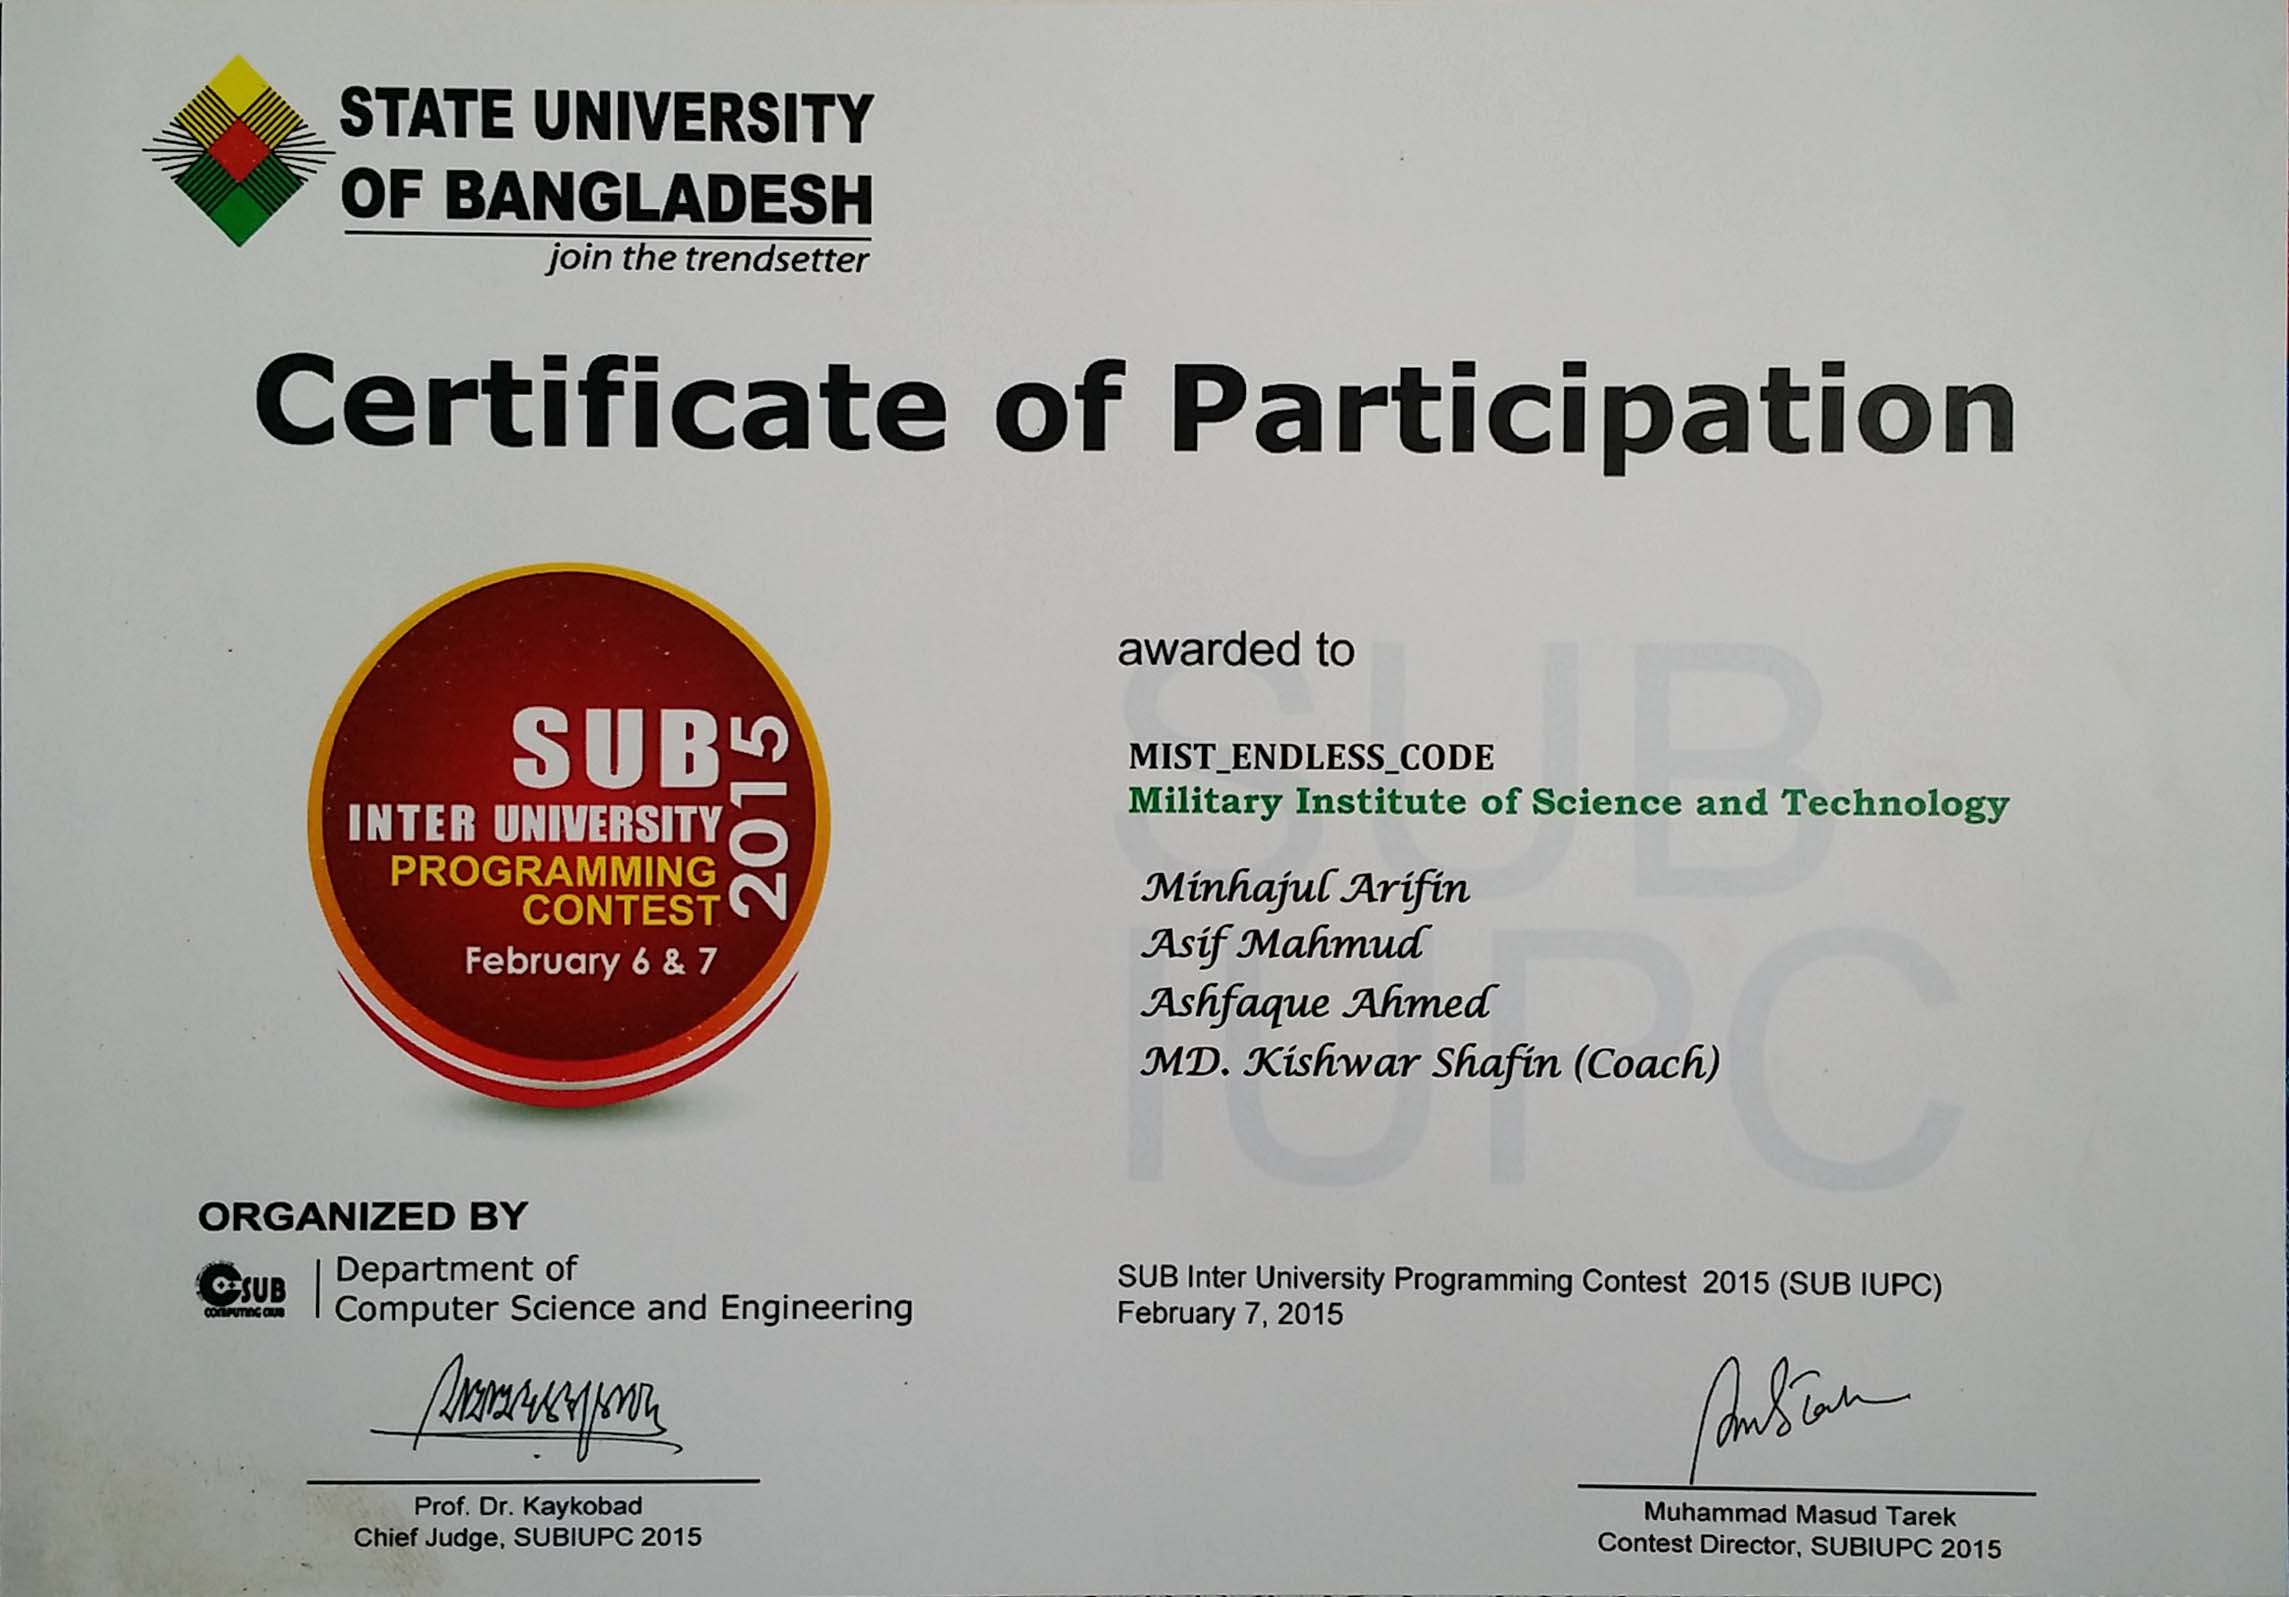 STATE UNIVERSITY
OF BANGLADESH
join the trendsetter
Certificate of Participation
SUB
INTER UNIVERSITY
PROGRAMMING
CONTEST
2015
February 6 & 7
awarded to
SUB
IUPC
MIST_ENDLESS_CODE
Military Institute of Science and Technology
Minhajul Arifin
Asif Mahmud
Ashfaque Ahmed
MD. Kishwar Shafin (Coach)
ORGANIZED BY
SUB
COMPUTING CLUB
Department of
Computer Science and Engineering
SUB Inter University Programming Contest 2015 (SUB IUPC)
February 7, 2015
Prof. Dr. Kaykobad
Chief Judge, SUBIUPC 2015
Muhammad Masud Tarek
Contest Director, SUBIUPC 2015